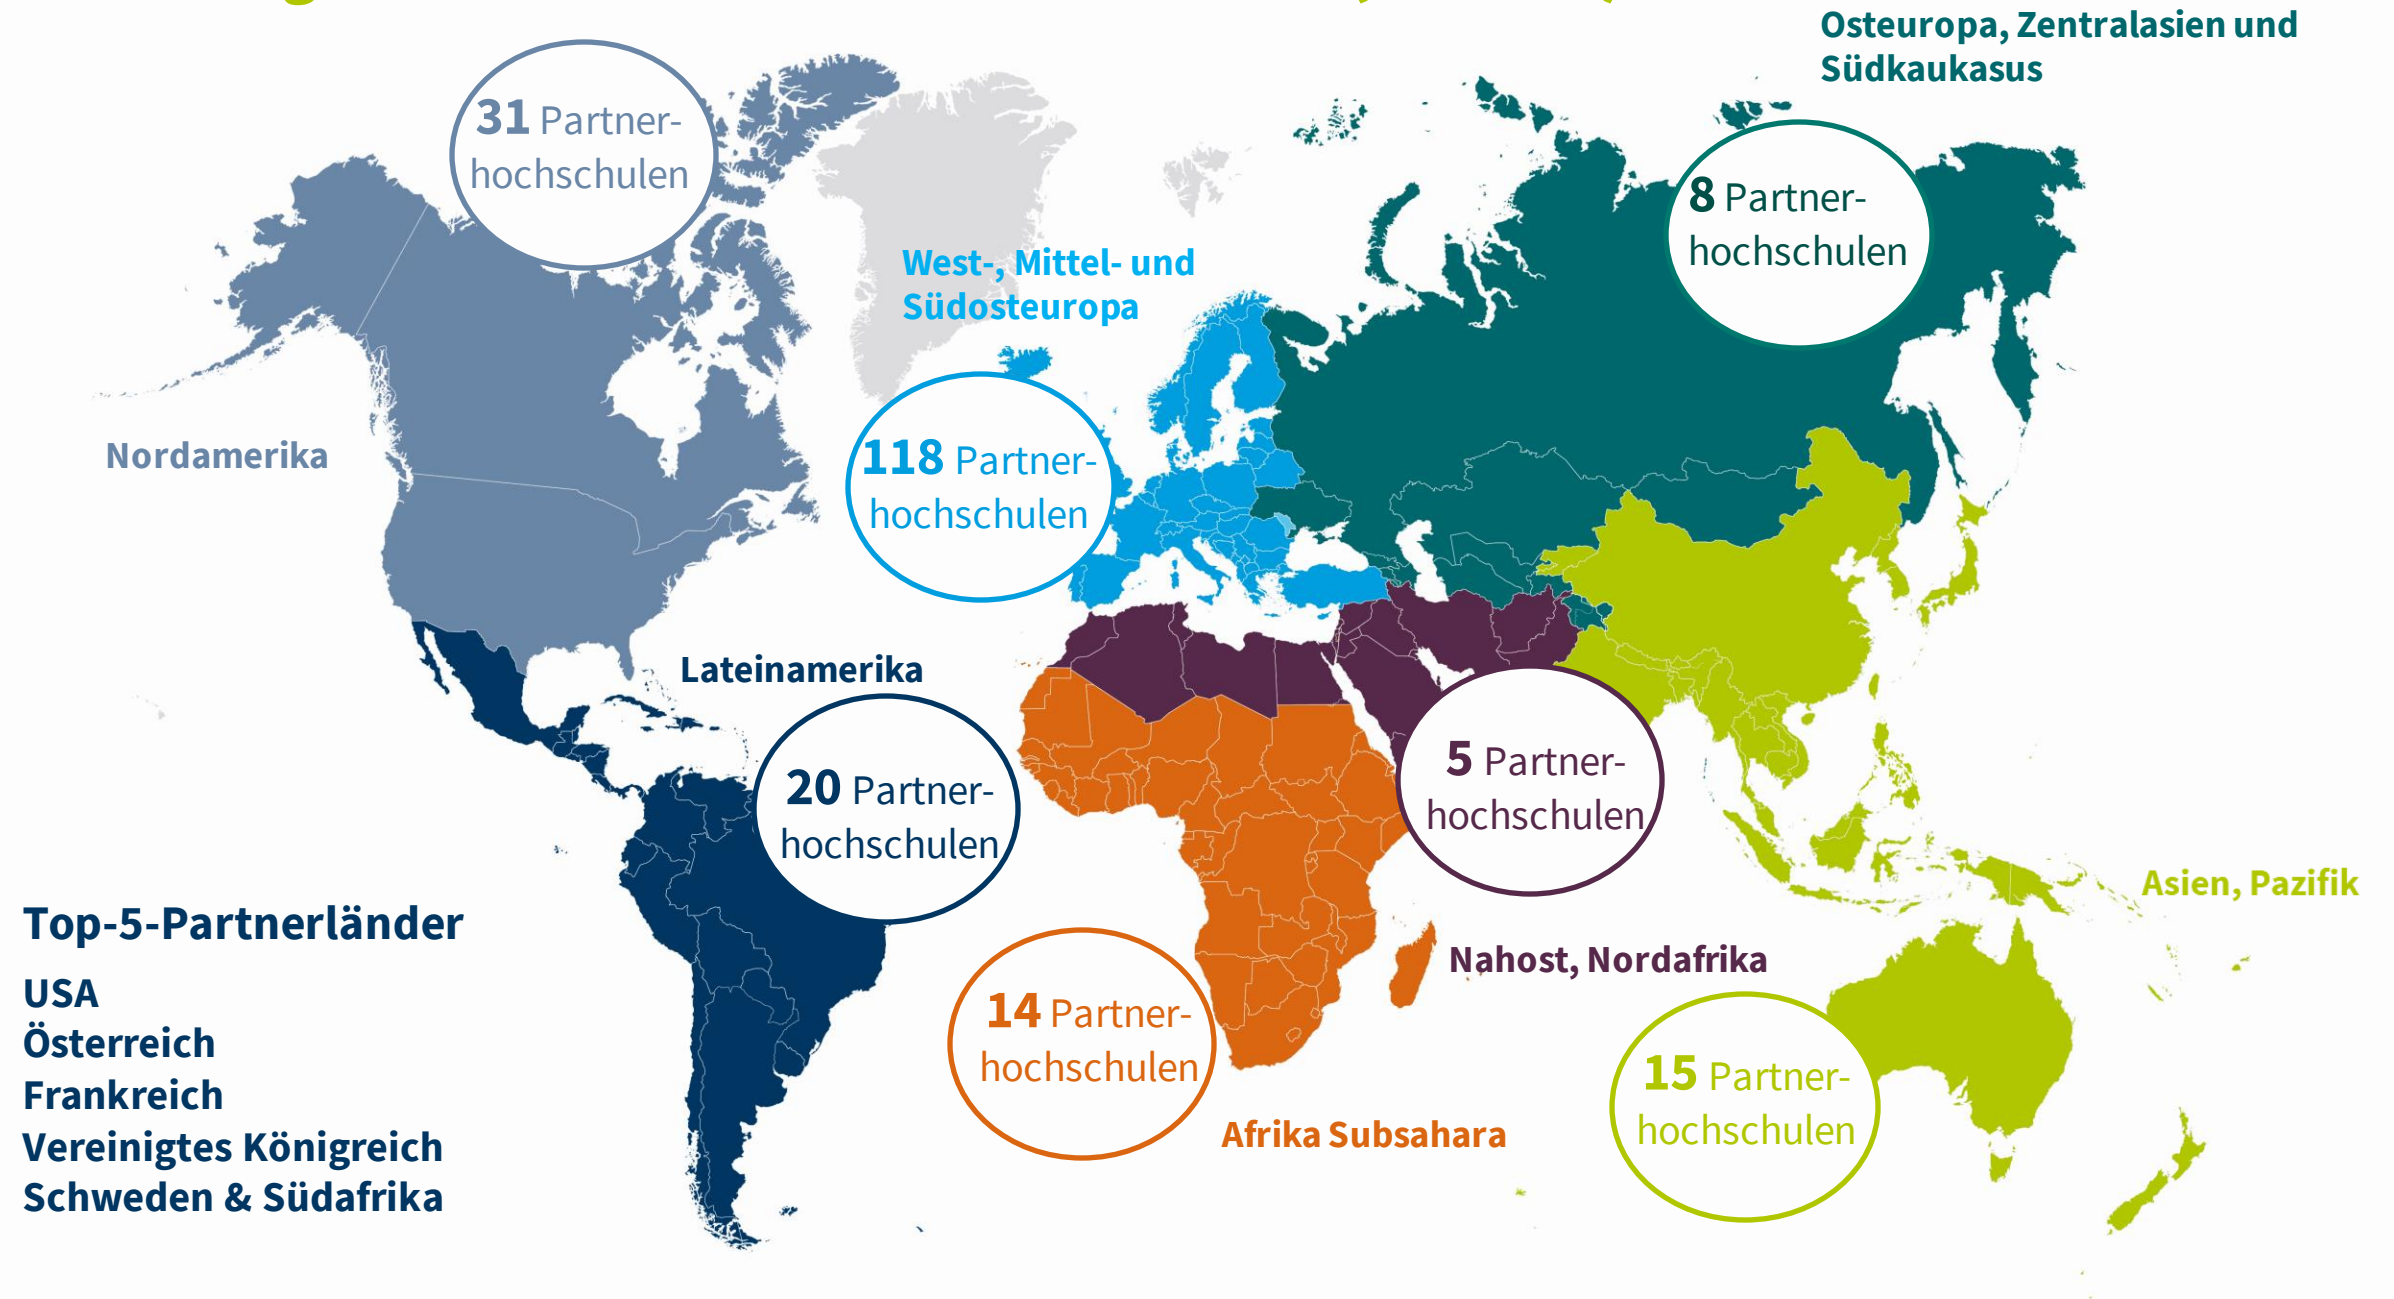 Osteuropa, Zentralasien und
Südkaukasus
31 Partner-
hochschulen
8 Partner-
hochschulen
West-, Mittel- und
Südosteuropa
Nordamerika
118 Partner-
hochschulen
Lateinamerika
20 Partner-
hochschulen
5 Partner-
hochschulen
Asien, Pazifik
Nahost, Nordafrika
14 Partner-
hochschulen
15 Partner-
hochschulen
Afrika Subsahara
Top-5-Partnerländer
USA
Österreich
Frankreich
Vereinigtes Königreich
Schweden & Südafrika